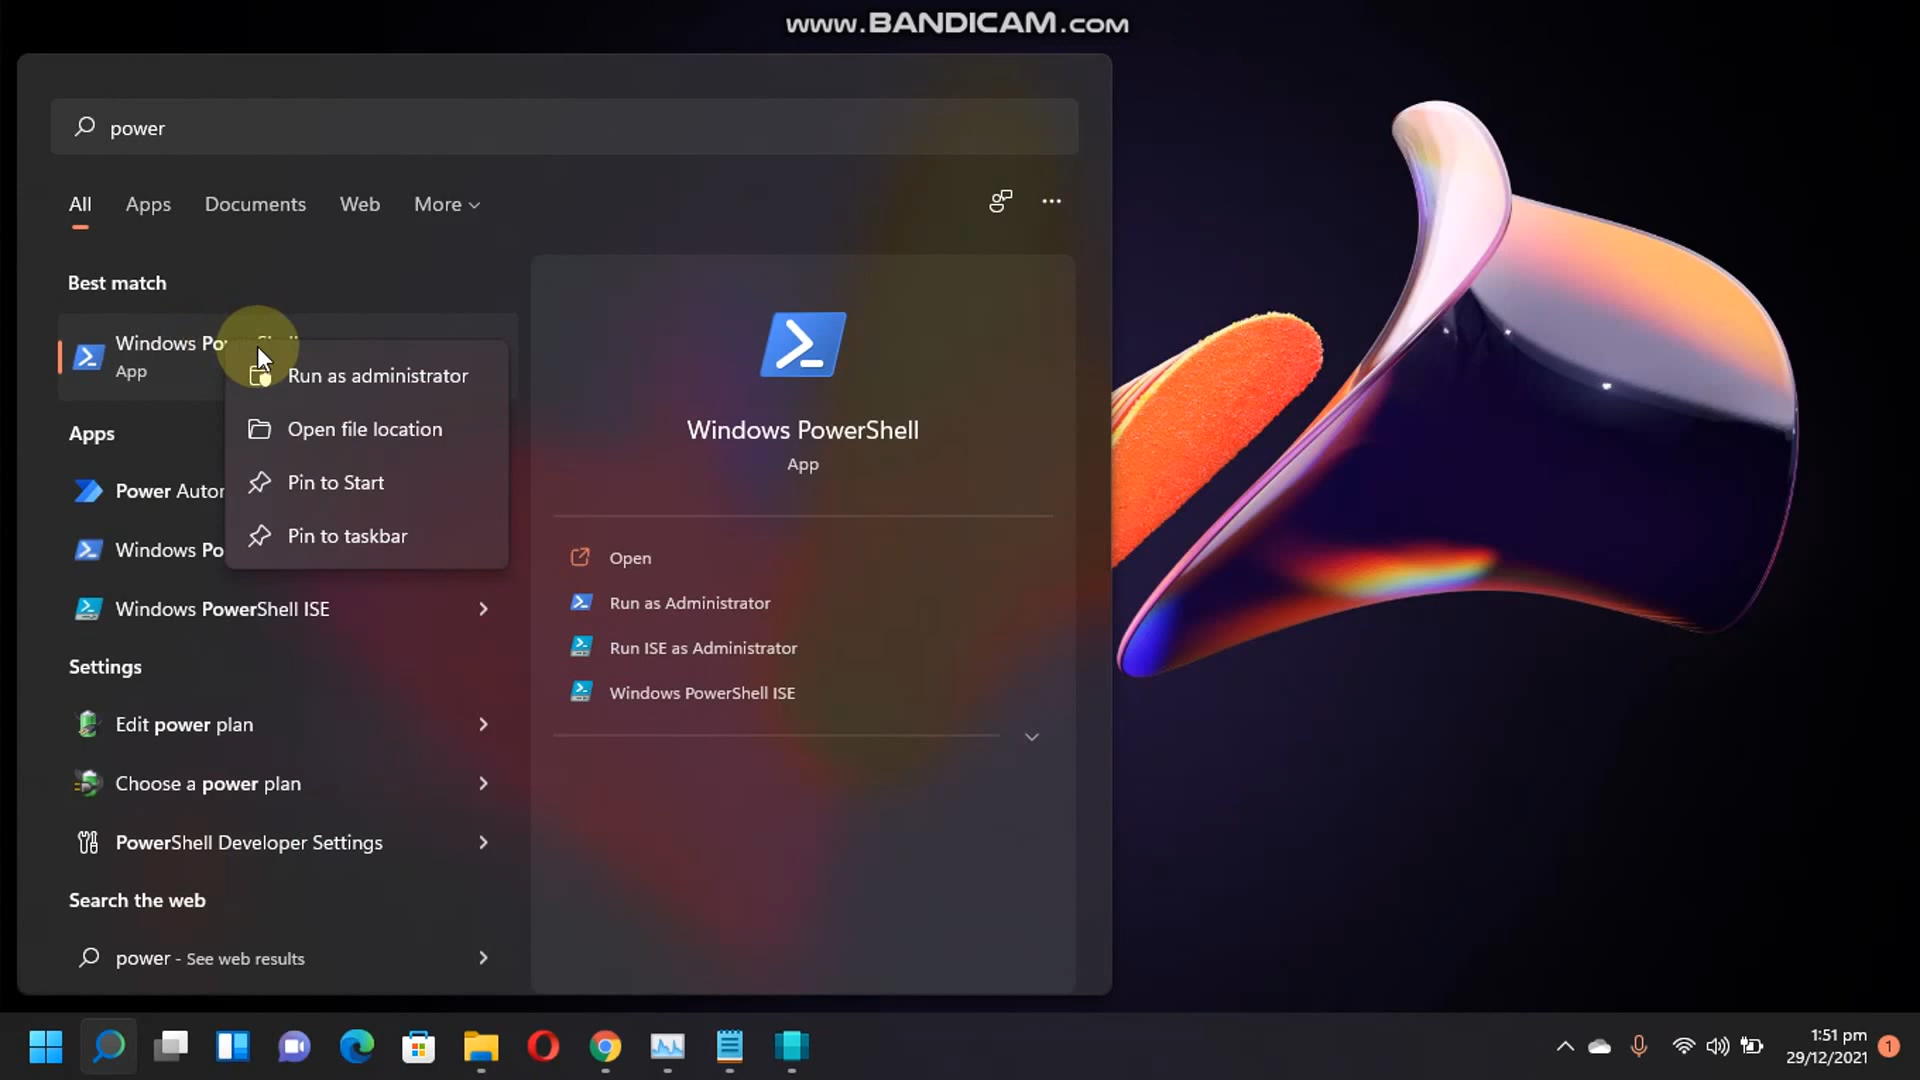 www.BANDICAM.com
power
All Apps Documents Web More
Best match
Windows PowerShell
App
Run as administrator
Open file location
Pin to Start
Pin to taskbar
Apps
Power Autor
Windows Po
Windows PowerShell ISE
Settings
Edit power plan
Choose a power plan
PowerShell Developer Settings
Search the web
power - See web results
Windows PowerShell
App
Open
Run as Administrator
Run ISE as Administrator
Windows PowerShell ISE
1:51 pm
29/12/2021
1